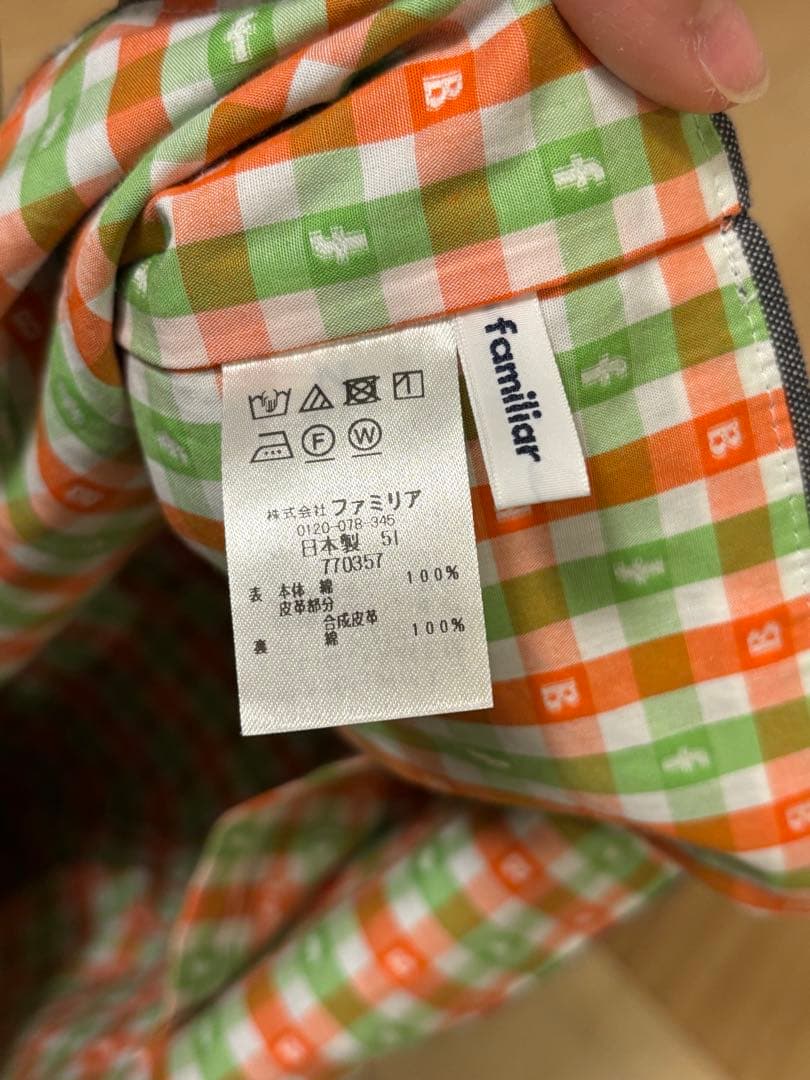 familiar
F W
株式会社 ファミリア
0120-078-345
日本製 51
770357
表 本体 綿 100%
皮革部分
合成皮革
裏 綿 100%
B
f
f
f
B
f
B
B
f
B